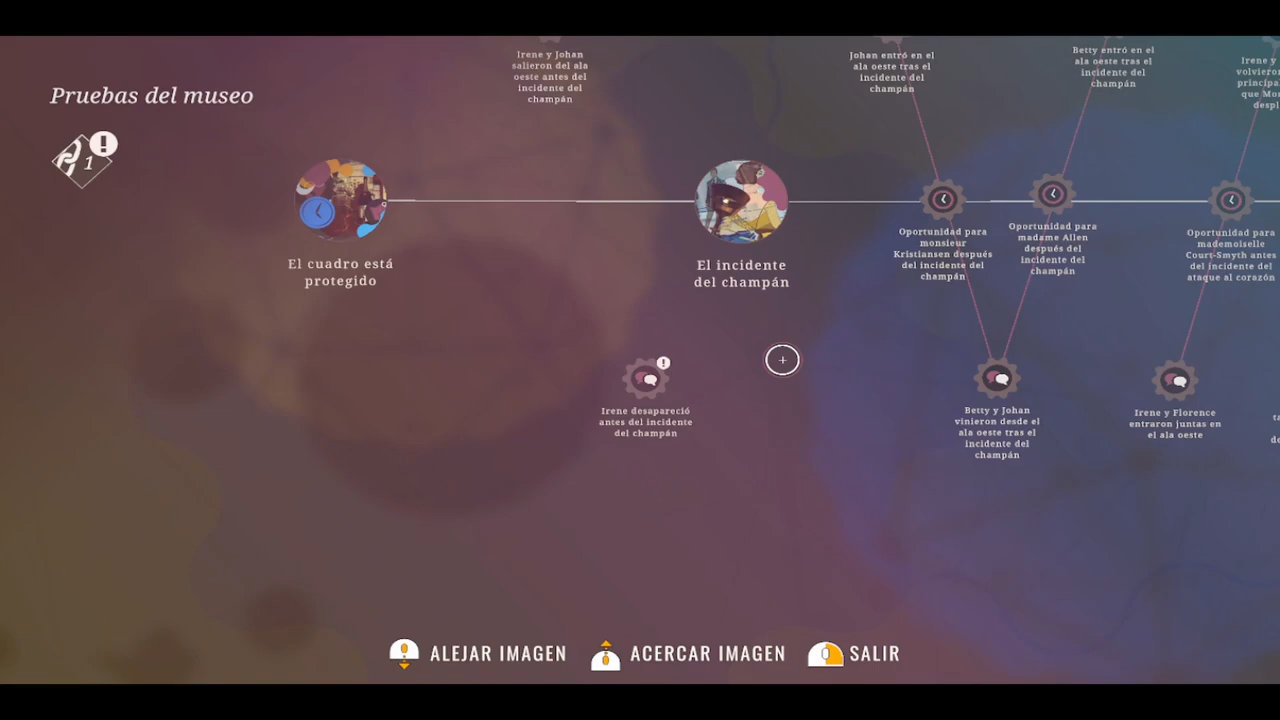 Pruebas del museo
1
Irene y Johan
salieron del ala
oeste antes del
incidente del
champán
Johan entró en el
ala oeste tras el
incidente del
champán
Betty entró en el
ala oeste tras el
incidente del
champán
Irene y
que
El cuadro está
protegido
El incidente
del champán
Oportunidad para
monsieur
Kristiansen después
del incidente del
champán
Oportunidad para
madame Allen
después del
incidente del
champán
Oportunidad para
mademoiselle
Court-Smyth antes
del incidente del
ataque al corazón
Irene desapareció
antes del incidente
del champán
Betty y Johan
vinieron desde el
ala oeste tras el
incidente del
champán
Irene y Florence
entraron juntas en
el ala oeste
ALEJAR IMAGEN
ACERCAR IMAGEN
SALIR